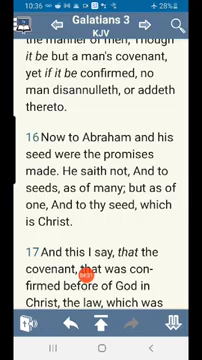 10:36
28%
Galatians 3
KJV
the manner of men; Though
it be but a man's covenant,
yet if it be confirmed, no
man disannulleth, or addeth
thereto.
16 Now to Abraham and his
seed were the promises
made. He saith not, And to
seeds, as of many; but as of
one, And to thy seed, which
is Christ.
17 And this I say, that the
covenant, that was con-
firmed before of God in
Christ, the law, which was